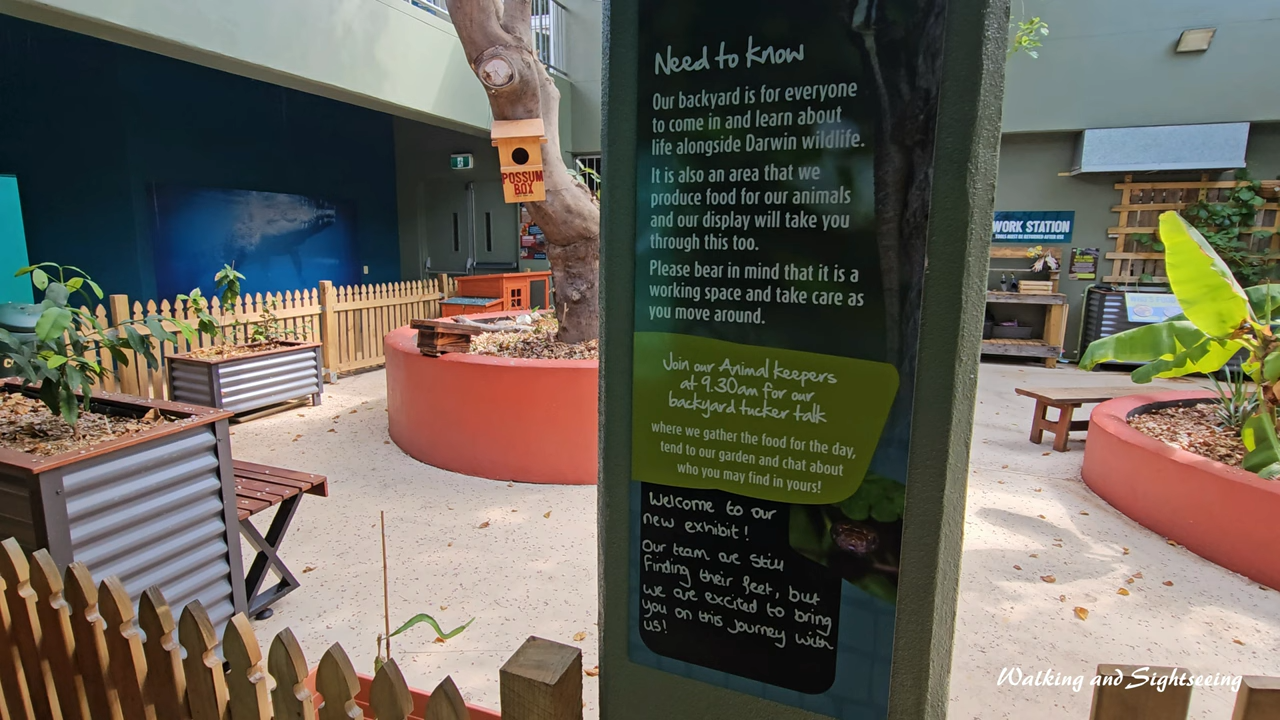 Need to know
Our backyard is for everyone
to come in and learn about
life alongside Darwin wildlife.
It is also an area that we
produce food for our animals
and our display will take you
through this too.
Please bear in mind that it is a
working space and take care as
you move around.
Join our Animal keepers
at 9.30am for our
backyard tucker talk
where we gather the food for the day,
tend to our garden and chat about
who you may find in yours!
Welcome to our
new exhibit!
Our team are still
finding their feet, but
we are excited to bring
you on this journey with
us!
POSSUM
BOX
WORK STATION
Walking and Sightseeing